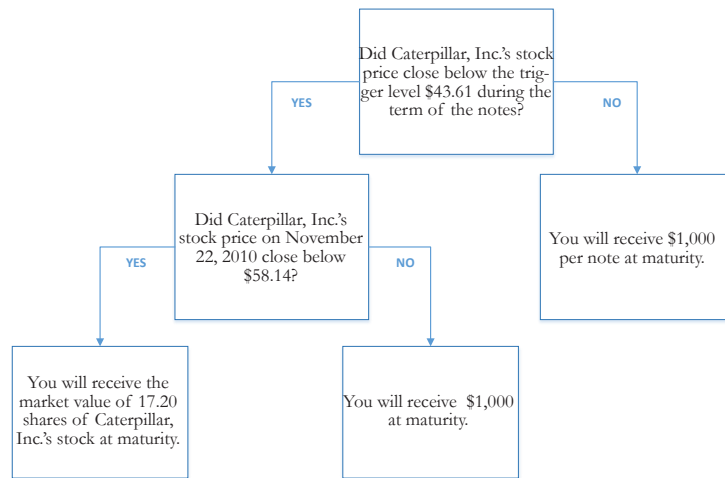 Did Caterpillar, Inc.'s stock
price close below the trig-
ger level $43.61 during the
term of the notes?
YES
NO
Did Caterpillar, Inc.'s
stock price on November
22, 2010 close below
$58.14?
You will receive $1,000
per note at maturity.
YES
NO
You will receive the
market value of 17.20
shares of Caterpillar,
Inc.'s stock at maturity.
You will receive $1,000
at maturity.